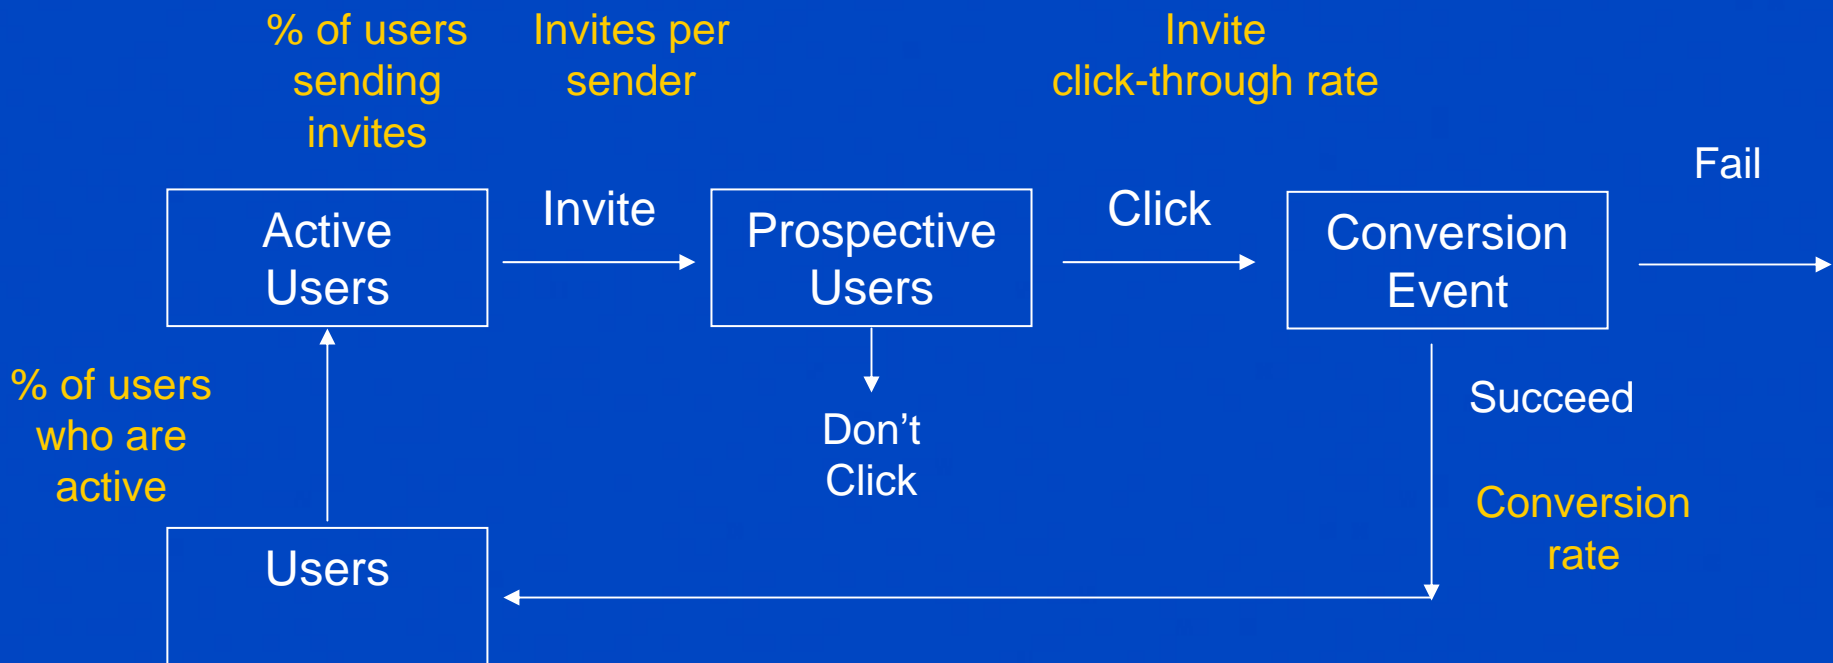 % of users
sending
invites
Invites per
sender
Invite
click-through rate
Fail
Active
Users
Invite
Prospective
Users
Click
Conversion
Event
% of users
who are
active
Don’t
Click
Succeed
Conversion
rate
Users